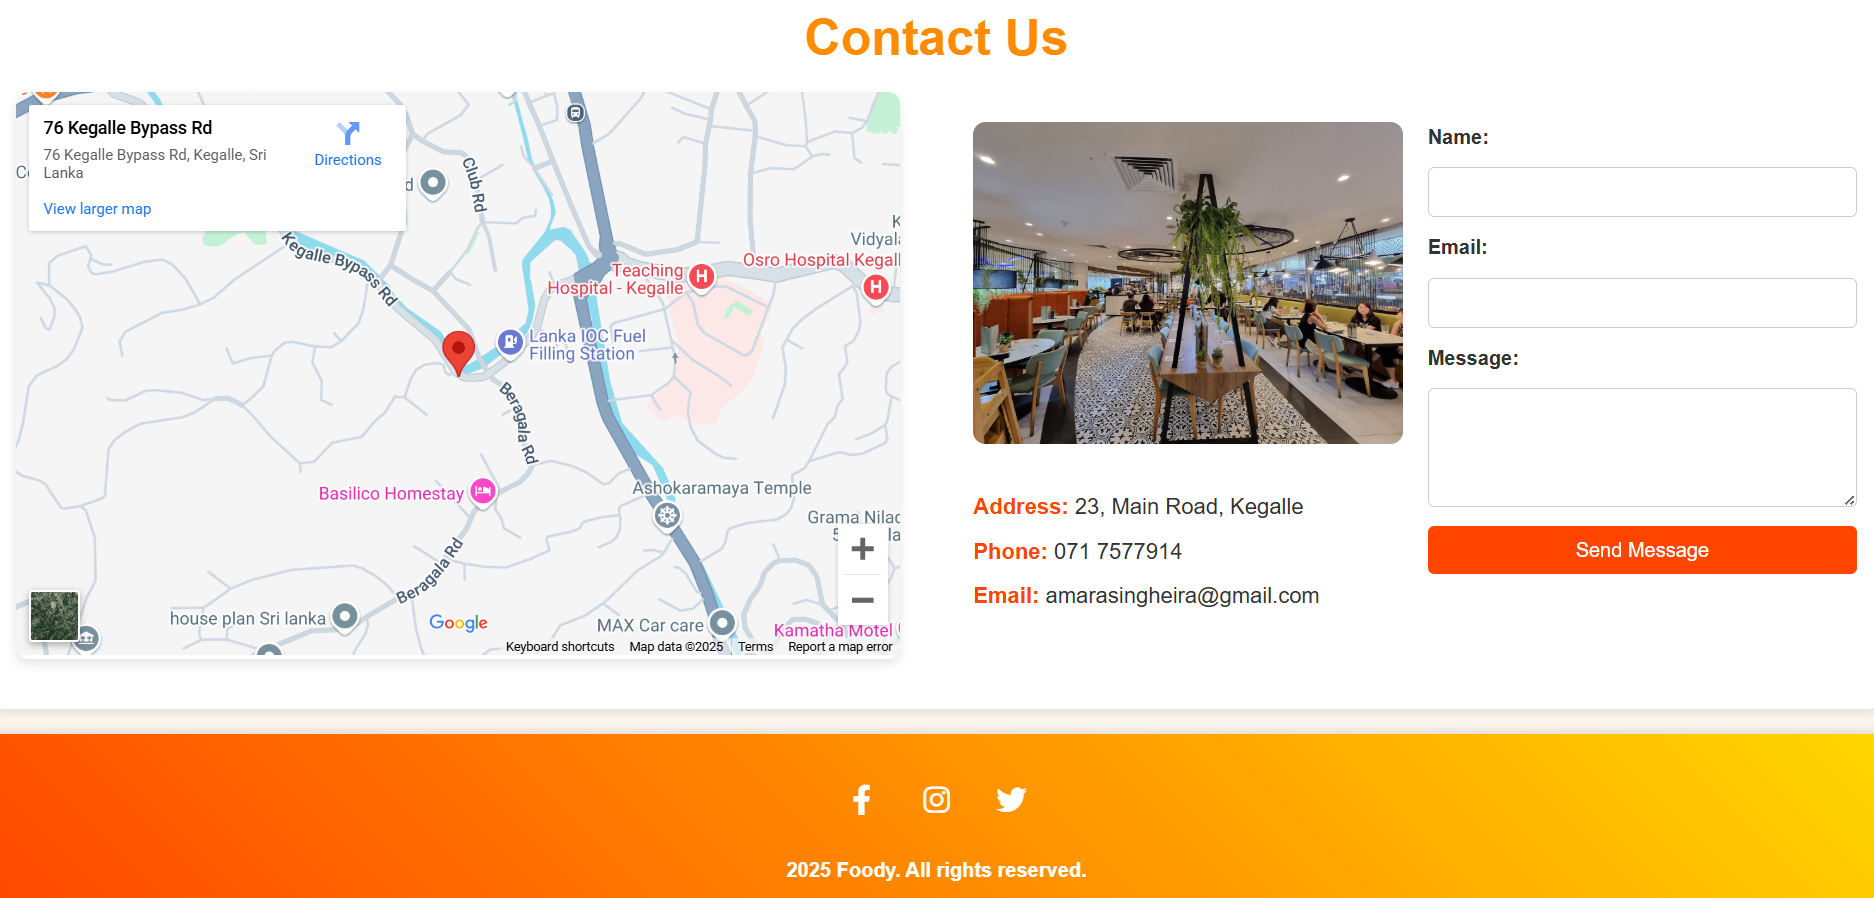 Contact Us
76 Kegalle Bypass Rd
76 Kegalle Bypass Rd, Kegalle, Sri
Lanka
Directions
View larger map
Club Rd
Kegalle Bypass Rd
Teaching
Hospital - Kegalle
Osro Hospital Kegall
Vidyal
Lanka IOC Fuel
Filling Station
Beragala Rd
Basilico Homestay
Ashokaramaya Temple
Grama Nilad
Beragala Rd
house plan Sri lanka
Google
MAX Car care
Kamatha Motel
Keyboard shortcuts
Map data ©2025
Terms
Report a map error
Address: 23, Main Road, Kegalle
Phone: 071 7577914
Email: amarasingheira@gmail.com
Name:
Email:
Message:
Send Message
2025 Foody. All rights reserved.